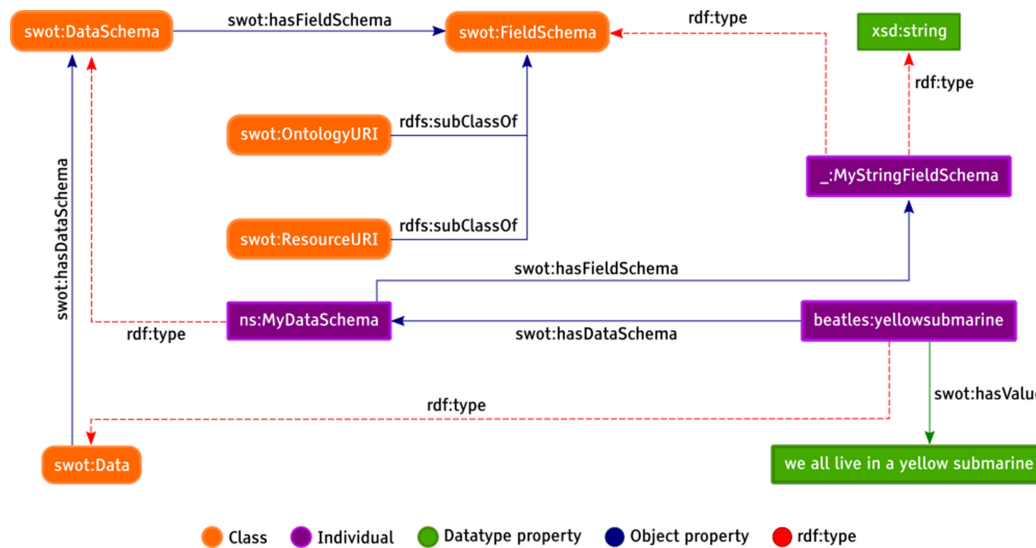 swot:hasFieldSchema
rdf:type
swot:DataSchema
swot:FieldSchema
xsd:string
rdf:type
swot:OntologyURI
rdfs:subClassOf
_:MyStringFieldSchema
swot:hasDataSchema
swot:ResourceURI
rdfs:subClassOf
swot:hasFieldSchema
ns:MyDataSchema
beatles:yellowsubmarine
rdf:type
swot:hasDataSchema
rdf:type
swot:hasValue
swot:Data
we all live in a yellow submarine
Class Individual Datatype property Object property rdf:type